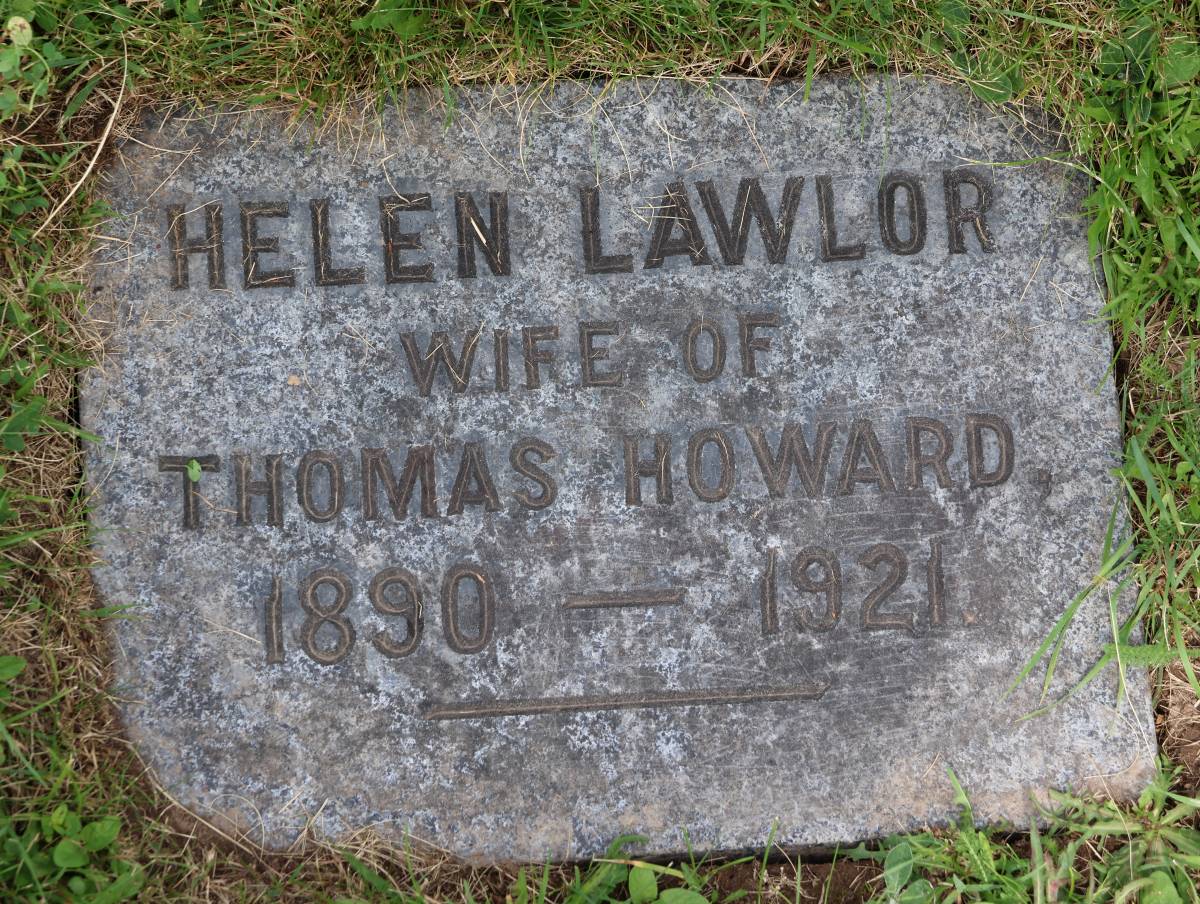 HELEN LAWLOR
WIFE OF
THOMAS HOWARD,
1890 — 1921.